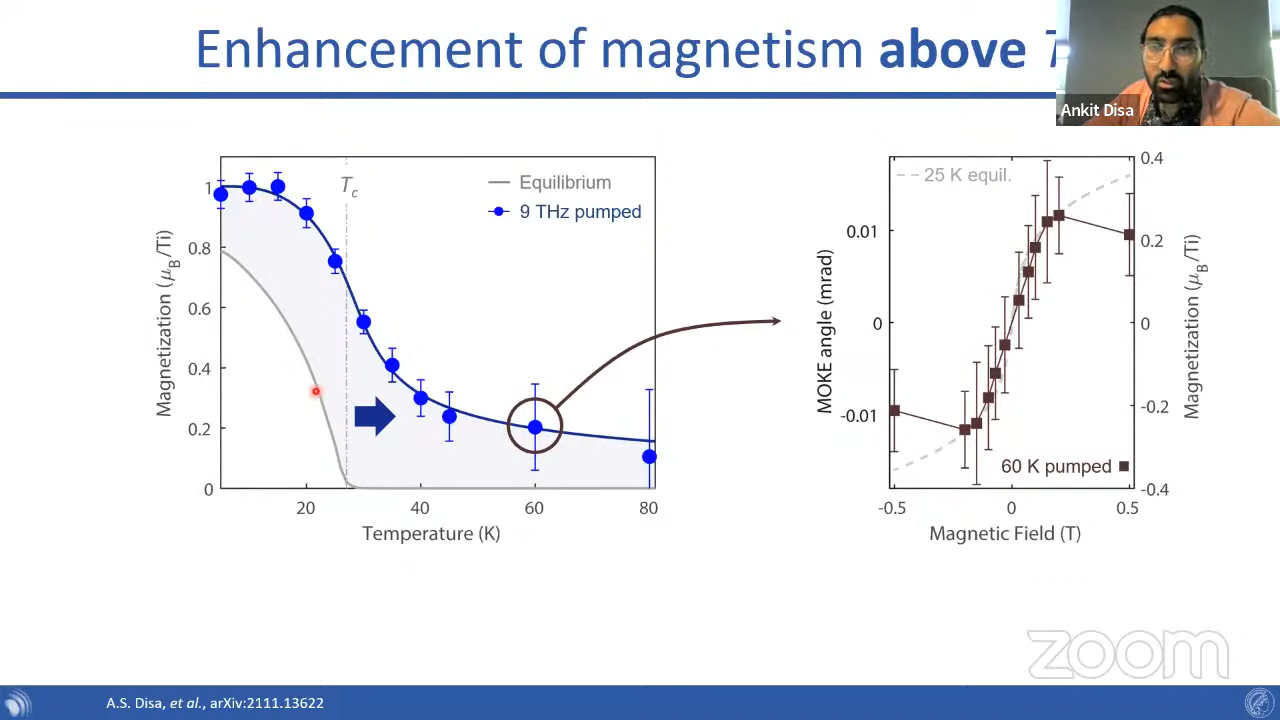 Enhancement of magnetism above T
Ankit Disa
Magnetization (μB/Ti)
1
0.8
0.6
0.4
0.2
0
20
40
60
80
Temperature (K)
Tc
Equilibrium
9 THz pumped
MOKE angle (mrad)
0.01
0
-0.01
25 K equil.
60 K pumped
0.4
0.2
0
-0.2
-0.4
Magnetization (μB/Ti)
-0.5
0
0.5
Magnetic Field (T)
zoom
A.S. Disa, et al., arXiv:2111.13622